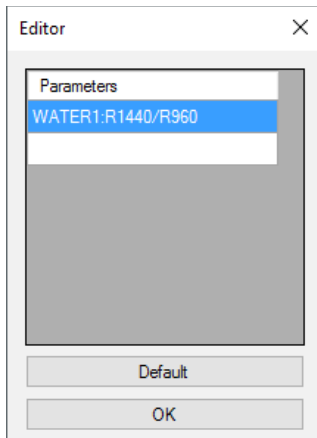 Editor
Parameters
WATER1:R1440/R960
Default
OK